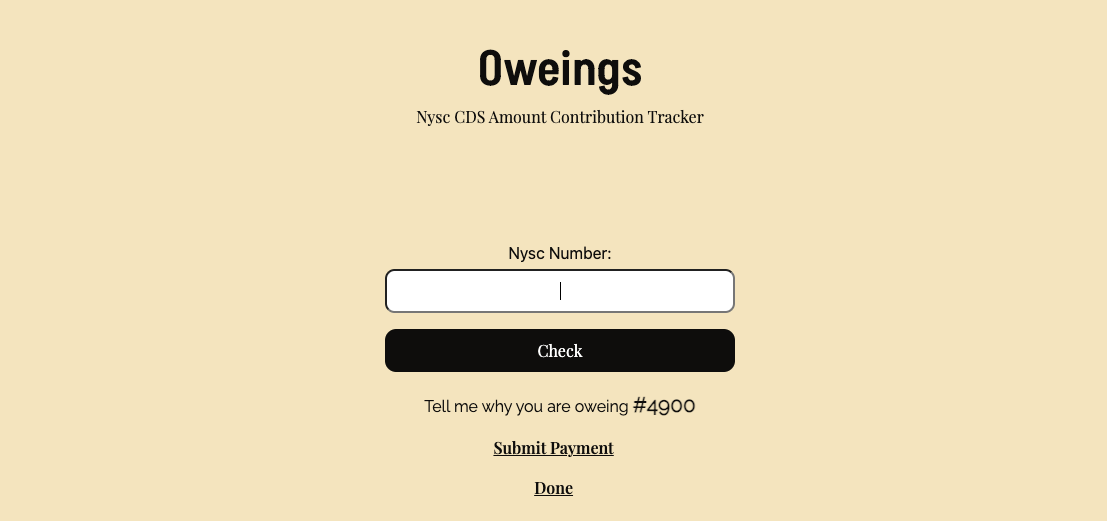 Oweings
Nysc CDS Amount Contribution Tracker
Nysc Number:
Check
Tell me why you are oweing #4900
Submit Payment
Done